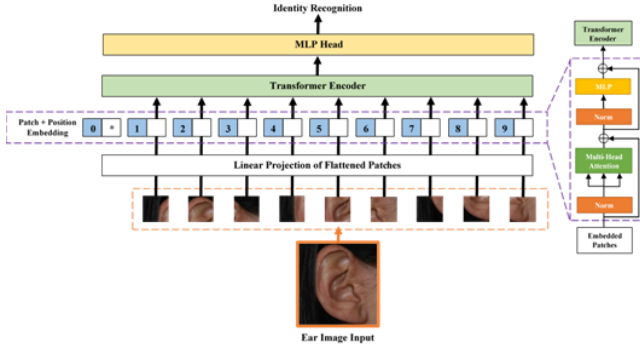 Identity Recognition
MLP Head
Transformer Encoder
Patch + Position
Embedding
0 * 1 2 3 4 5 6 7 8 9
Linear Projection of Flattened Patches
Ear Image Input
Transformer
Encoder
MLP
Norm
Multi-Head
Attention
Norm
Embedded
Patches